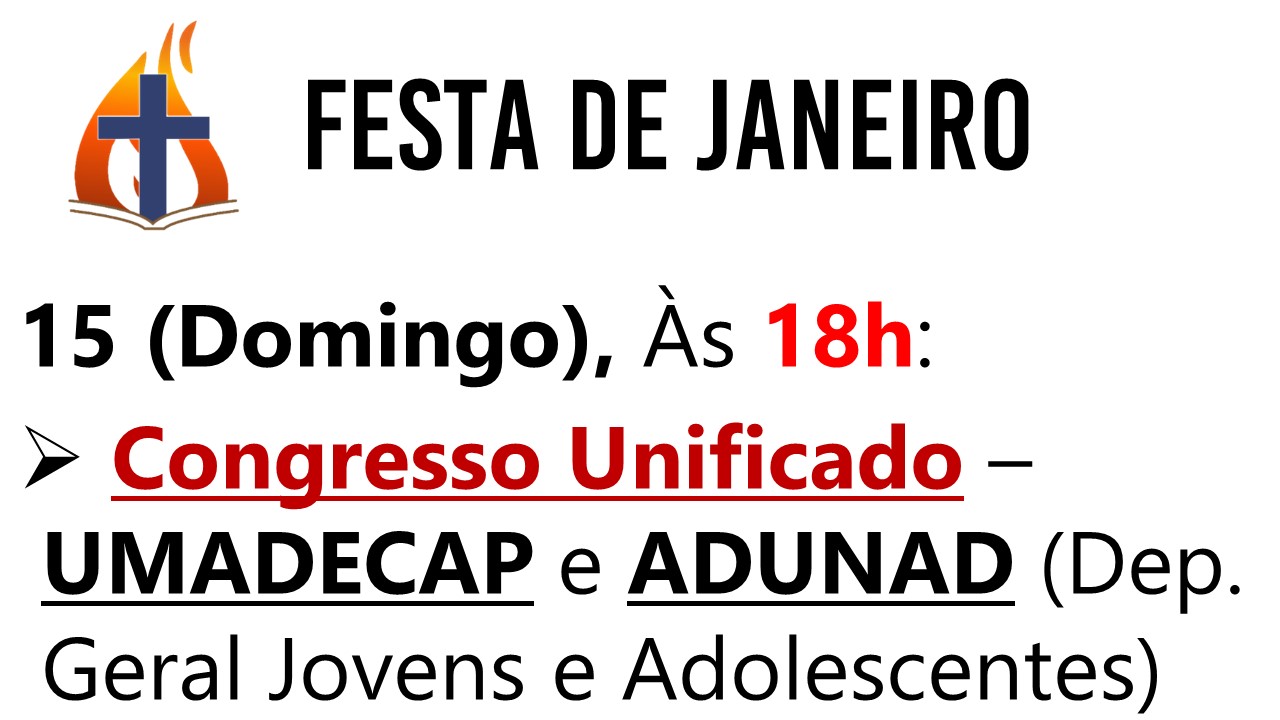 FESTA DE JANEIRO
15 (Domingo), Às 18h:
➢ Congresso Unificado –
UMADECAP e ADUNAD (Dep.
Geral Jovens e Adolescentes)